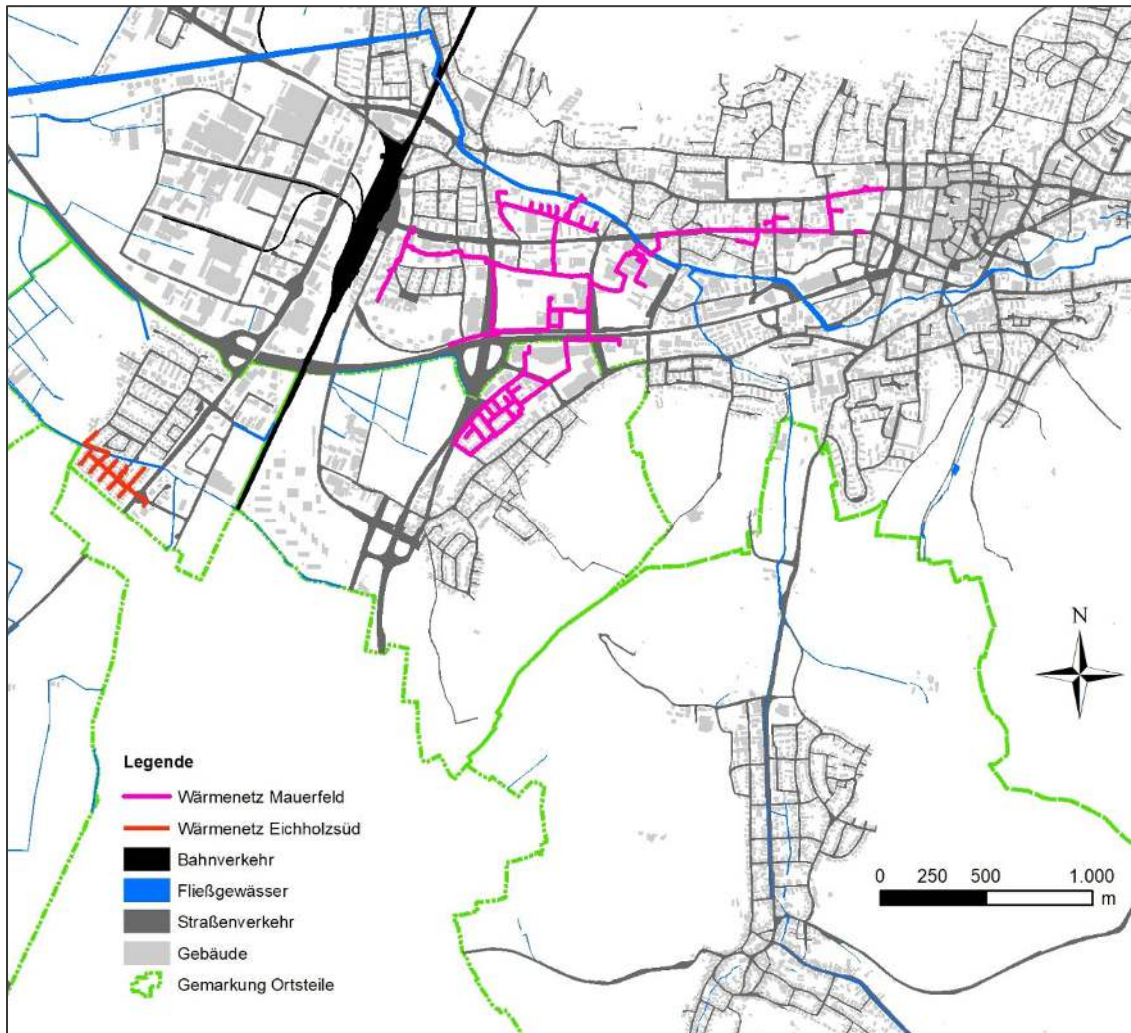 N
Legende
Wärmenetz Mauerfeld
Wärmenetz Eichholzsüd
Bahnverkehr
Fließgewässer
Straßenverkehr
Gebäude
Gemarkung Ortsteile
0 250 500 1.000
m